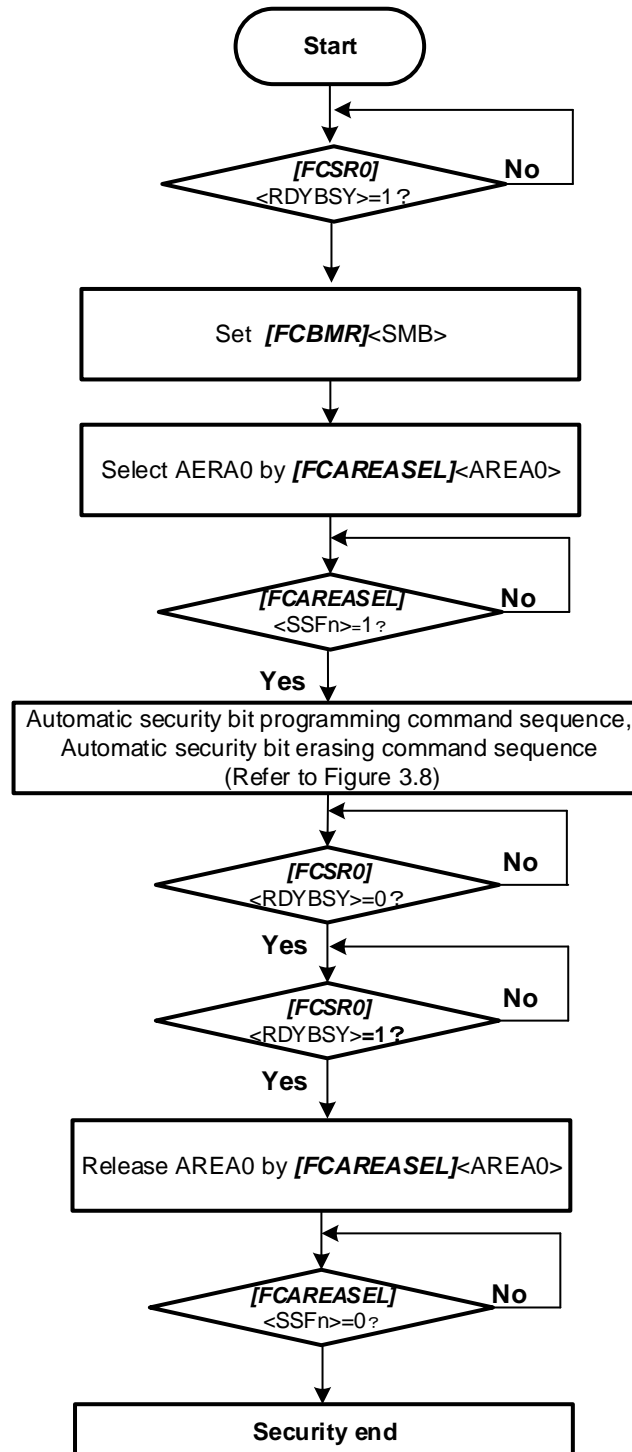 Start
[FCSR0]
<RDYBSY>=1?
No
Set [FCBMR]<SMB>
Select AERA0 by [FCAREASEL]<AREA0>
[FCAREASEL]
<SSFn>=1?
No
Yes
Automatic security bit programming command sequence,
Automatic security bit erasing command sequence
(Refer to Figure 3.8)
[FCSR0]
<RDYBSY>=0?
No
Yes
[FCSR0]
<RDYBSY>=1?
No
Yes
Release AREA0 by [FCAREASEL]<AREA0>
[FCAREASEL]
<SSFn>=0?
No
Security end